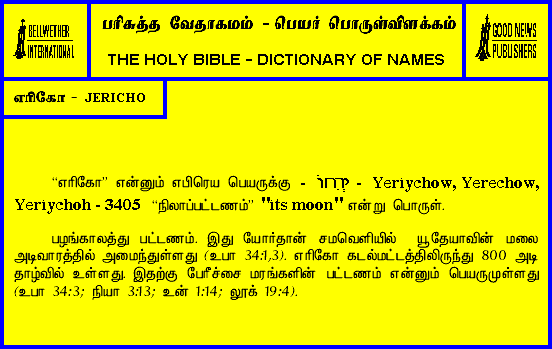 BELLWETHER
INTERNATIONAL
பரிசுத்த வேதாகமம் - பெயர் பொருள்விளக்கம்
THE HOLY BIBLE - DICTIONARY OF NAMES
GOOD NEWS
PUBLISHERS
எரிகோ - JERICHO
“எரிகோ” என்னும் எபிரெய பெயருக்கு - יְרִחוֹ - Yeriychow, Yerechow,
Yeriychoh - 3405 “நிலாப்பட்டணம்” "its moon" என்று பொருள்.
பழங்காலத்து பட்டணம். இது யோர்தான் சமவெளியில் யூதேயாவின் மலை
அடிவாரத்தில் அமைந்துள்ளது (உபா 34:1,3). எரிகோ கடல்மட்டத்திலிருந்து 800 அடி
தாழ்வில் உள்ளது. இதற்கு பேரீச்சை மரங்களின் பட்டணம் என்னும் பெயருமுள்ளது
(உபா 34:3; நியா 3:13; உன் 1:14; லூக் 19:4).